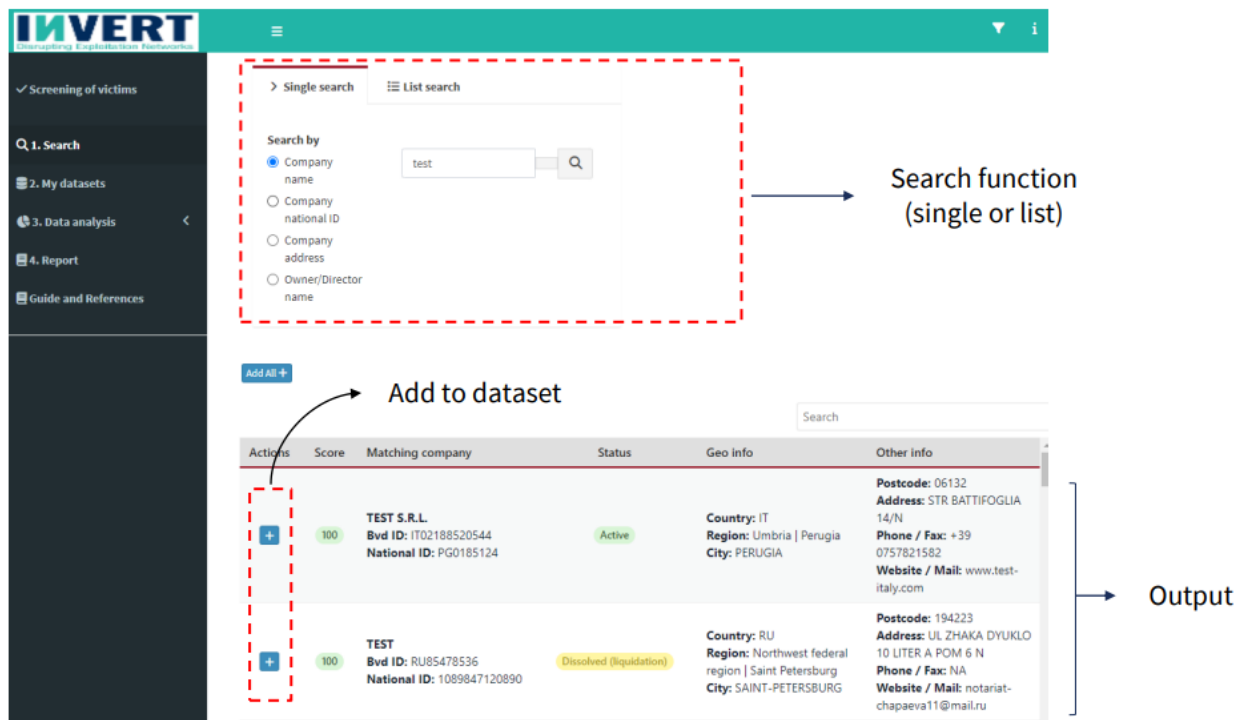 INVERT
Disrupting Exploitation Networks
Screening of victims
1. Search
2. My datasets
3. Data analysis
4. Report
Guide and References
Single search
List search
Search by
Company
name
Company
national ID
Company
address
Owner/Director
name
test
Search function
(single or list)
Add All +
Add to dataset
Search
Actions Score Matching company Status Geo info Other info
+
100
TEST S.R.L.
Bvd ID: IT02188520544
National ID: PG0185124
Active
Country: IT
Region: Umbria | Perugia
City: PERUGIA
Postcode: 06132
Address: STR BATTIFOGLIA
14/N
Phone / Fax: +39
0757821582
Website / Mail: www.test-
italy.com
Output
+
100
TEST
Bvd ID: RU85478536
National ID: 1089847120890
Dissolved (liquidation)
Country: RU
Region: Northwest federal
region | Saint Petersburg
City: SAINT-PETERSBURG
Postcode: 194223
Address: UL ZHAKA DYUKLO
10 LITER A POM 6 N
Phone / Fax: NA
Website / Mail: notariat-
chapaeva11@mail.ru